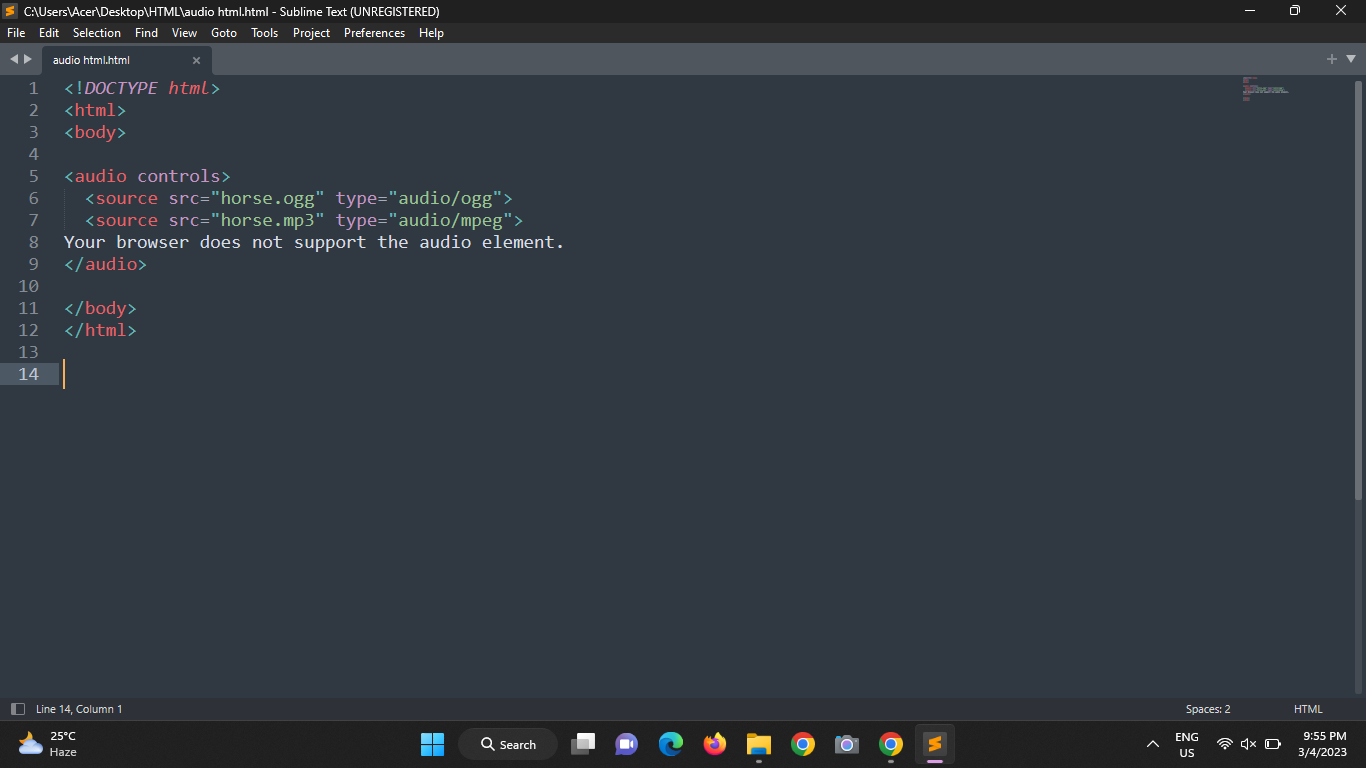 C:\Users\Acer\Desktop\HTML\audio html.html - Sublime Text (UNREGISTERED)
File Edit Selection Find View Goto Tools Project Preferences Help
audio html.html
1 <!DOCTYPE html>
2 <html>
3 <body>
4
5 <audio controls>
6 <source src="horse.ogg" type="audio/ogg">
7 <source src="horse.mp3" type="audio/mpeg">
8 Your browser does not support the audio element.
9 </audio>
10
11 </body>
12 </html>
13
14
Line 14, Column 1 Spaces: 2 HTML
25°C
Haze
Search
ENG
US
9:55 PM
3/4/2023